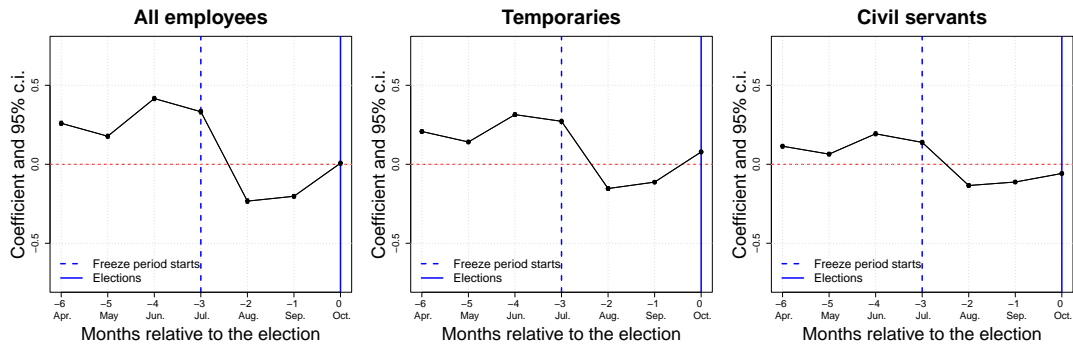 All employees
Coefficient and 95% c.i.
0.5
0.0
−0.5
Freeze period starts
Elections
−6 −5 −4 −3 −2 −1 0
Apr. May Jun. Jul. Aug. Sep. Oct.
Months relative to the election
Temporaries
Coefficient and 95% c.i.
0.5
0.0
−0.5
Freeze period starts
Elections
−6 −5 −4 −3 −2 −1 0
Apr. May Jun. Jul. Aug. Sep. Oct.
Months relative to the election
Civil servants
Coefficient and 95% c.i.
0.5
0.0
−0.5
Freeze period starts
Elections
−6 −5 −4 −3 −2 −1 0
Apr. May Jun. Jul. Aug. Sep. Oct.
Months relative to the election